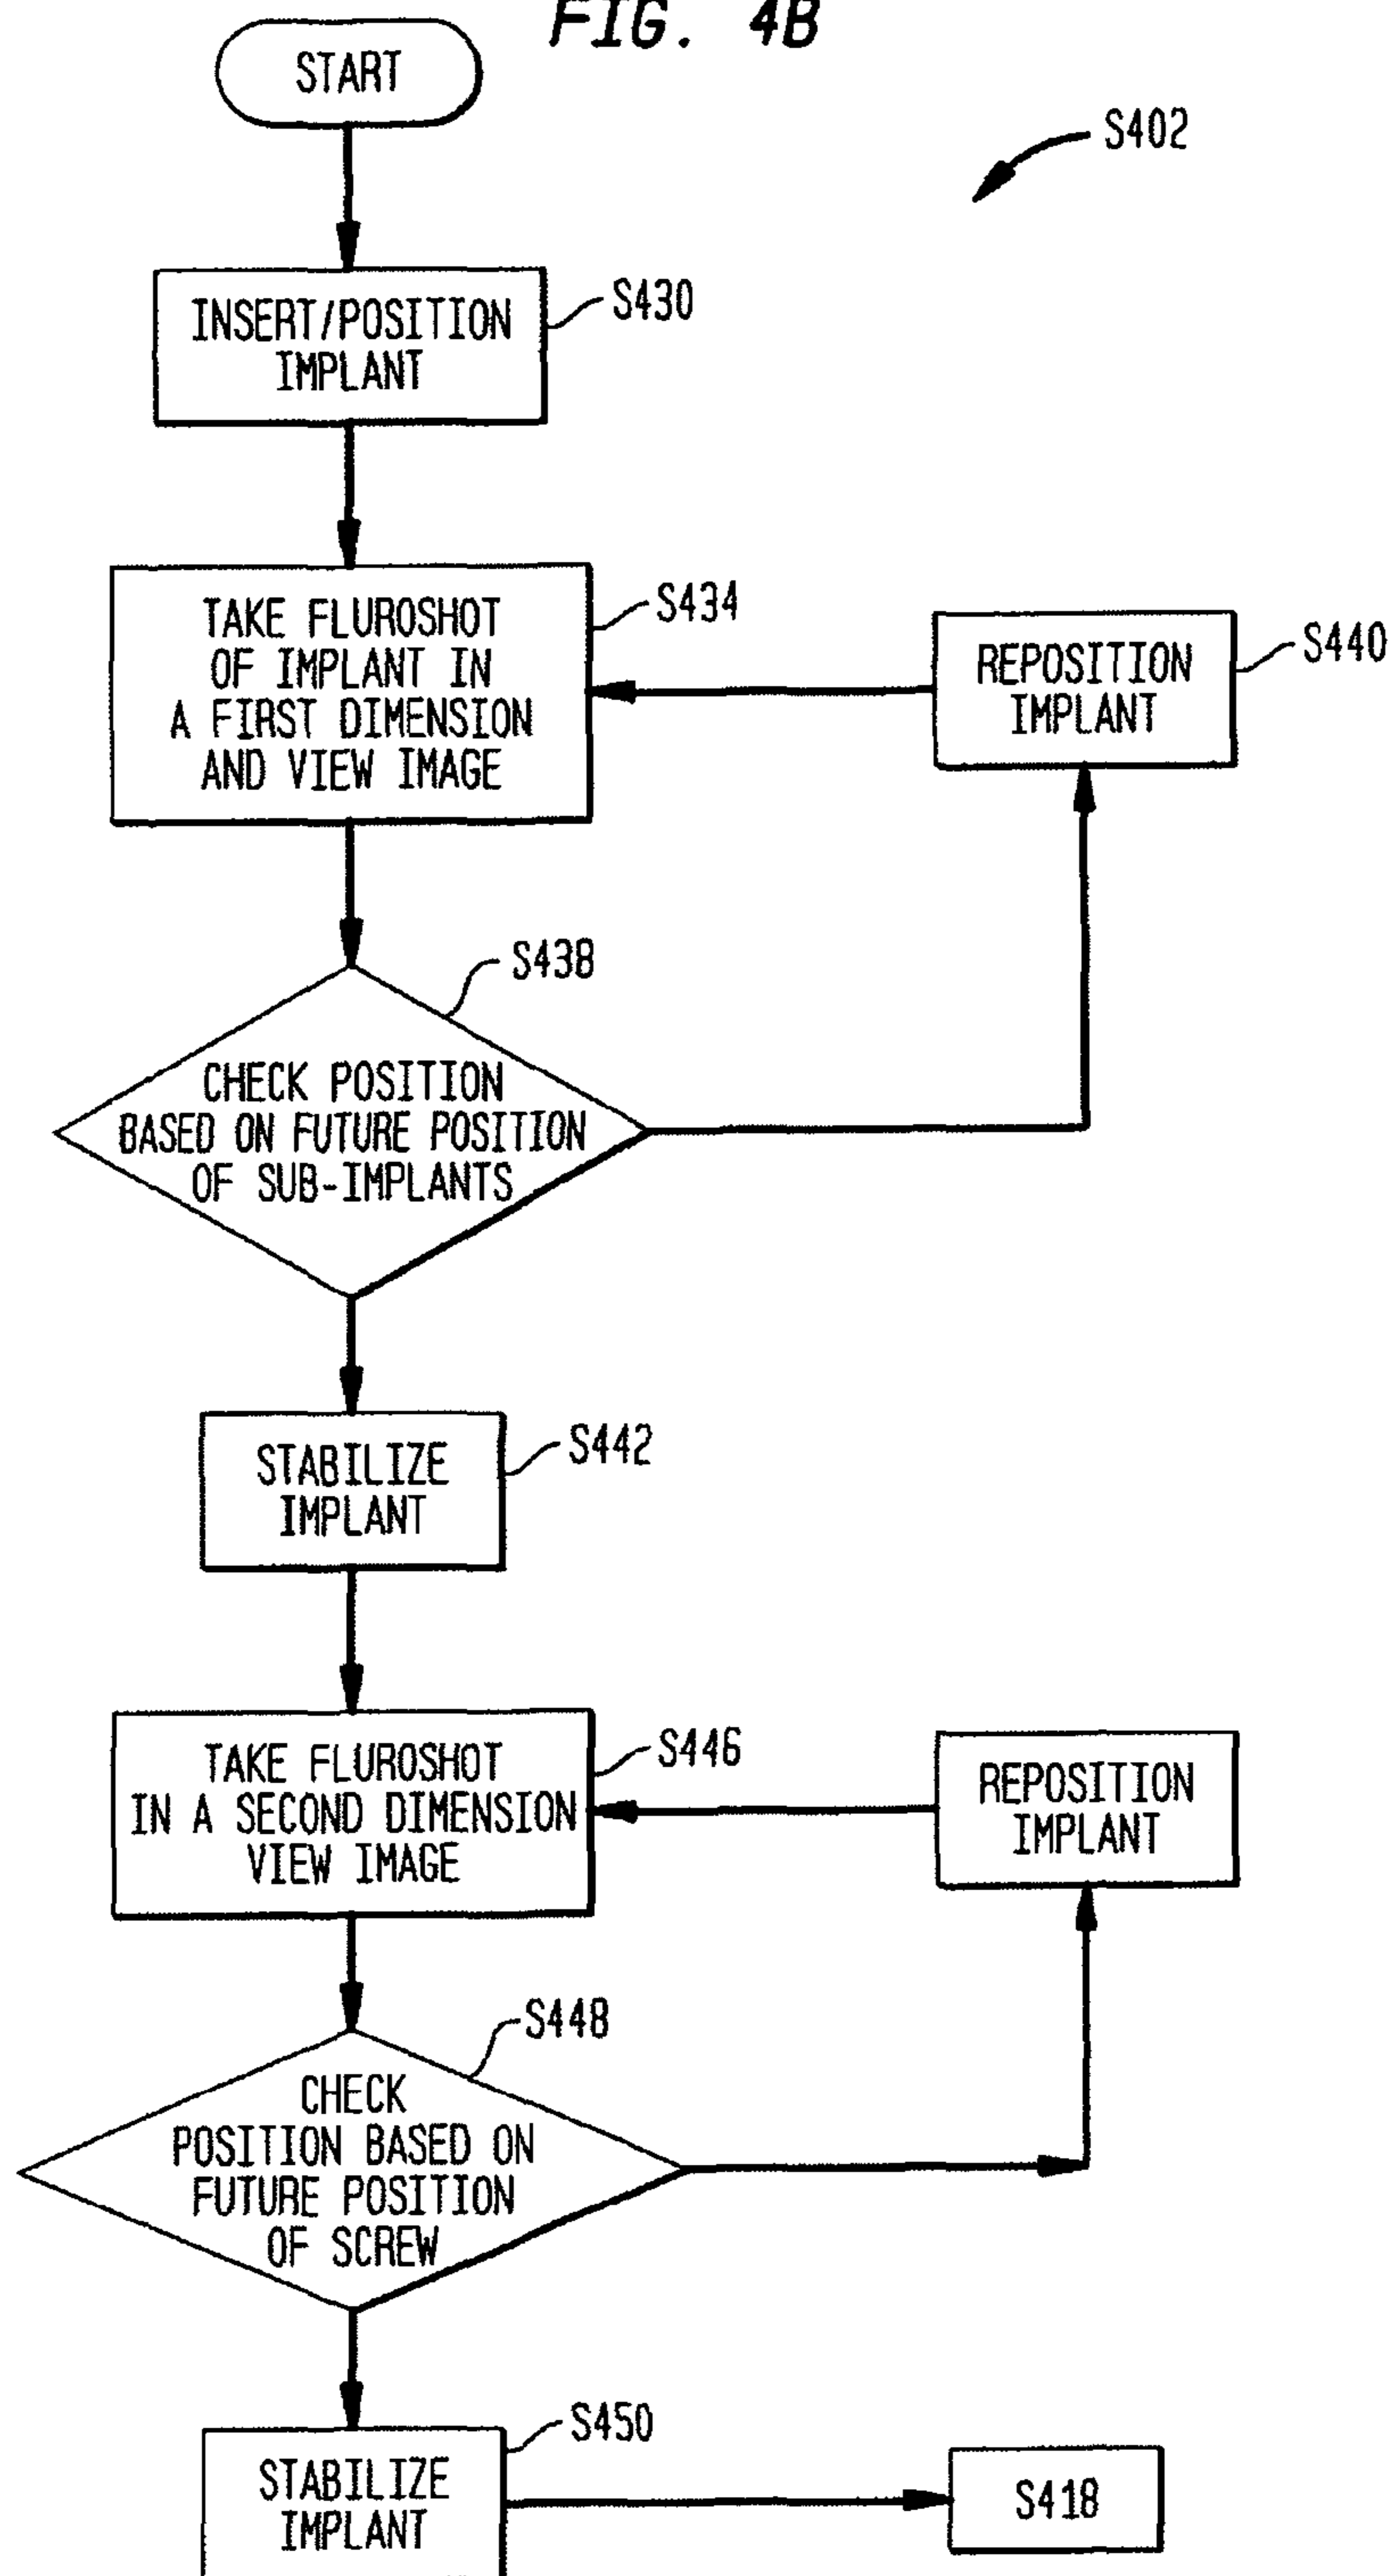 FIG. 4B
START
S402
INSERT/POSITION
IMPLANT
S430
TAKE FLUROSHOT
OF IMPLANT IN
A FIRST DIMENSION
AND VIEW IMAGE
S434
REPOSITION
IMPLANT
S440
S438
CHECK POSITION
BASED ON FUTURE POSITION
OF SUB-IMPLANTS
STABILIZE
IMPLANT
S442
TAKE FLUROSHOT
IN A SECOND DIMENSION
VIEW IMAGE
S446
REPOSITION
IMPLANT
S448
CHECK
POSITION BASED ON
FUTURE POSITION
OF SCREW
STABILIZE
IMPLANT
S450
S418